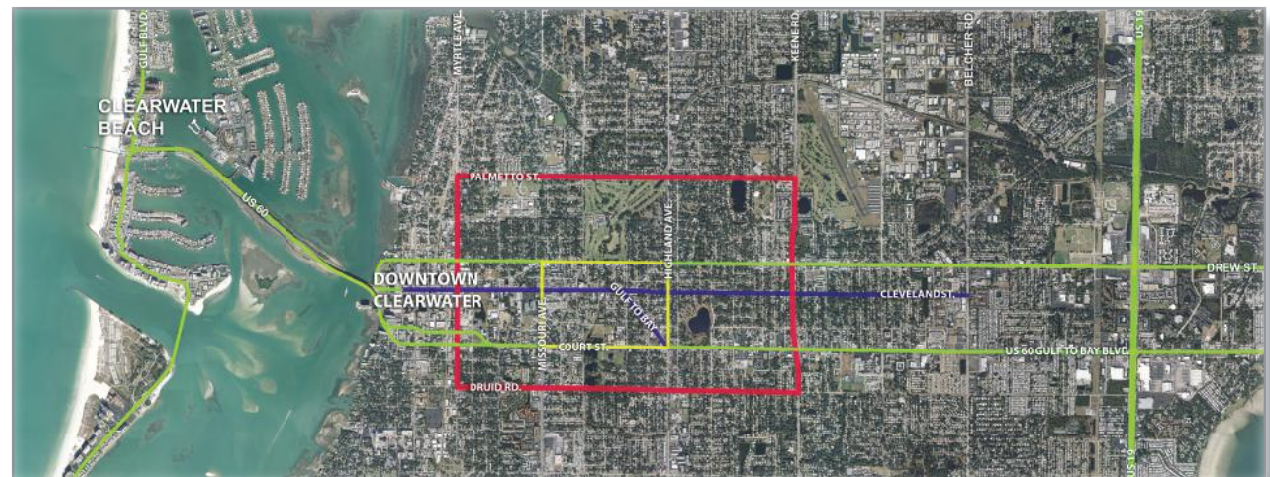 GULF BLVD.
MYRTLE AVE.
KEENE RD.
BELCHER RD.
US 19
CLEARWATER
BEACH
PALMETTO ST.
US 60
HIGHLAND AVE.
DREW ST.
DOWNTOWN
CLEARWATER
GULF TO BAY
CLEVELAND ST.
MISSOURI AVE.
COURT ST.
US 60 GULF TO BAY BLVD.
DRUID RD.
US 19